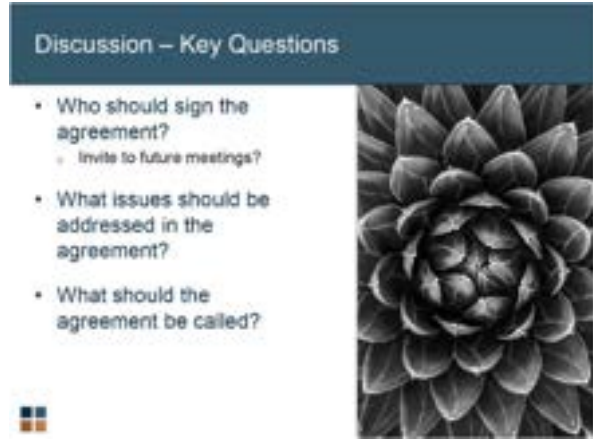 Discussion – Key Questions
• Who should sign the
agreement?
o Invite to future meetings?
• What issues should be
addressed in the
agreement?
• What should the
agreement be called?